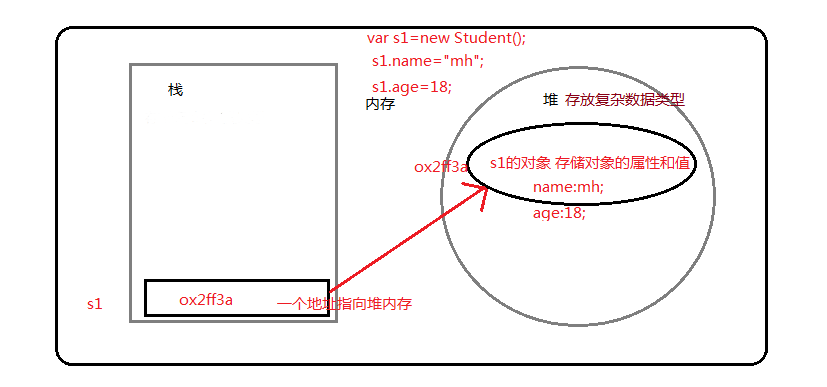 var s1=new Student();
s1.name="mh";
s1.age=18;
栈
内存
堆 存放复杂数据类型
ox2ff3a
s1的对象 存储对象的属性和值
name:mh;
age:18;
s1
ox2ff3a
一个地址指向堆内存